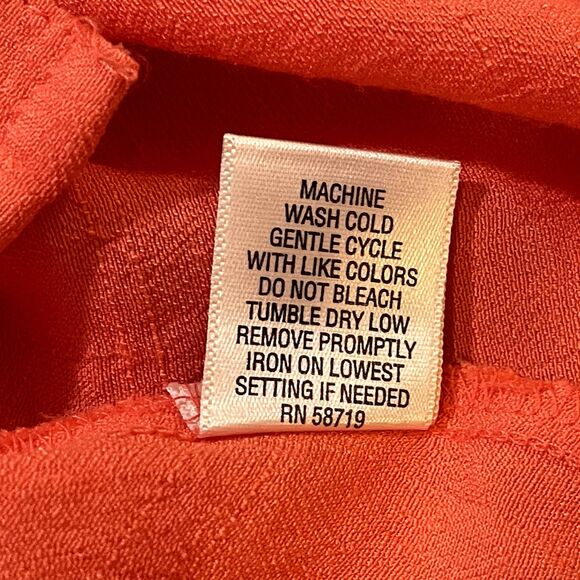 MACHINE
WASH COLD
GENTLE CYCLE
WITH LIKE COLORS
DO NOT BLEACH
TUMBLE DRY LOW
REMOVE PROMPTLY
IRON ON LOWEST
SETTING IF NEEDED
RN 58719